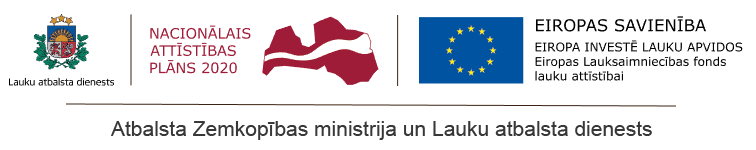 Lauku atbalsta dienests
NACIONĀLAIS
ATTĪSTĪBAS
PLĀNS 2020
EIROPAS SAVIENĪBA
EIROPA INVESTĒ LAUKU APVIDOS
Eiropas Lauksaimniecības fonds
lauku attīstībai
Atbalsta Zemkopības ministrija un Lauku atbalsta dienests